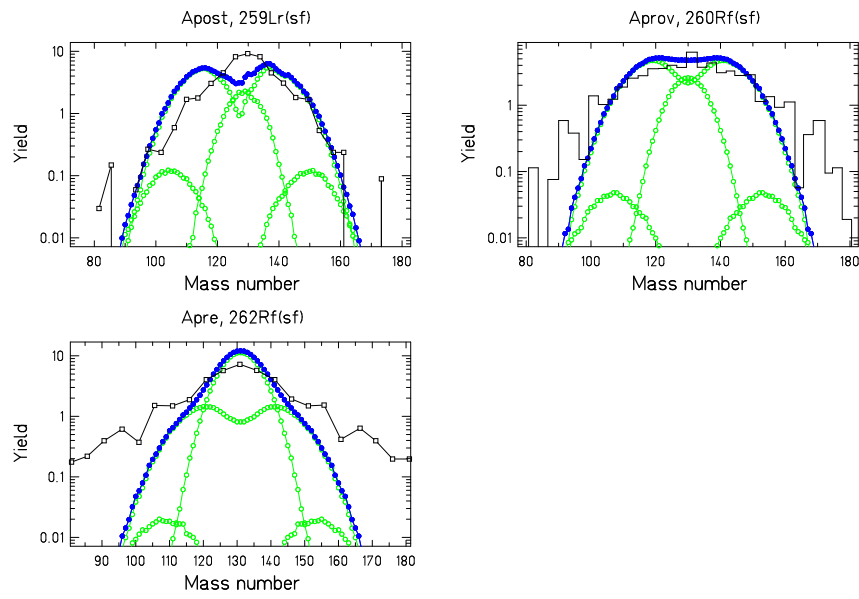 Apost, 259Lr(sf)
10
1
0.1
0.01
Yield
80 100 120 140 160 180
Mass number
Aprov, 260Rf(sf)
1
0.1
0.01
Yield
80 100 120 140 160 180
Mass number
Apre, 262Rf(sf)
10
1
0.1
0.01
Yield
90 100 110 120 130 140 150 160 170 180
Mass number